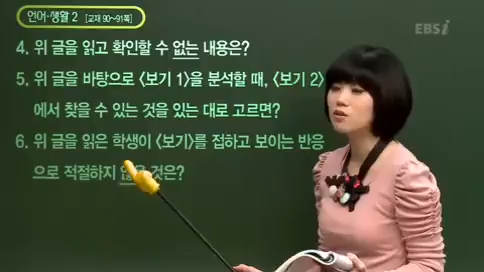 언어·생활 2 [교재 90~91쪽]
EBSi
4. 위 글을 읽고 확인할 수 없는 내용은?
5. 위 글을 바탕으로 <보기 1>을 분석할 때, <보기 2>
에서 찾을 수 있는 것을 있는 대로 고르면?
6. 위 글을 읽은 학생이 <보기>를 접하고 보이는 반응
으로 적절하지 것은?